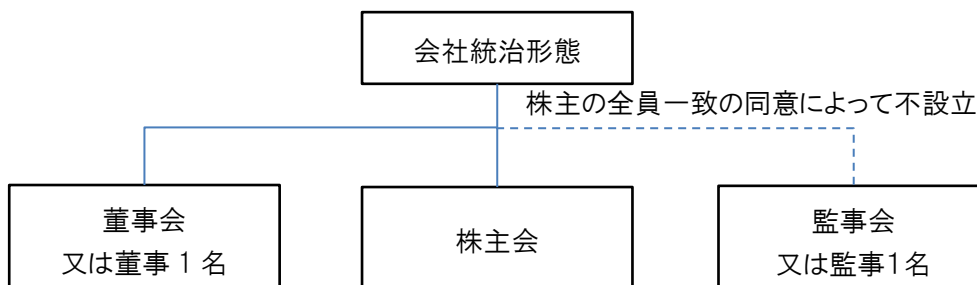 会社統治形態
株主の全員一致の同意によって不設立
董事会
又は董事 1 名
株主会
監事会
又は監事1名